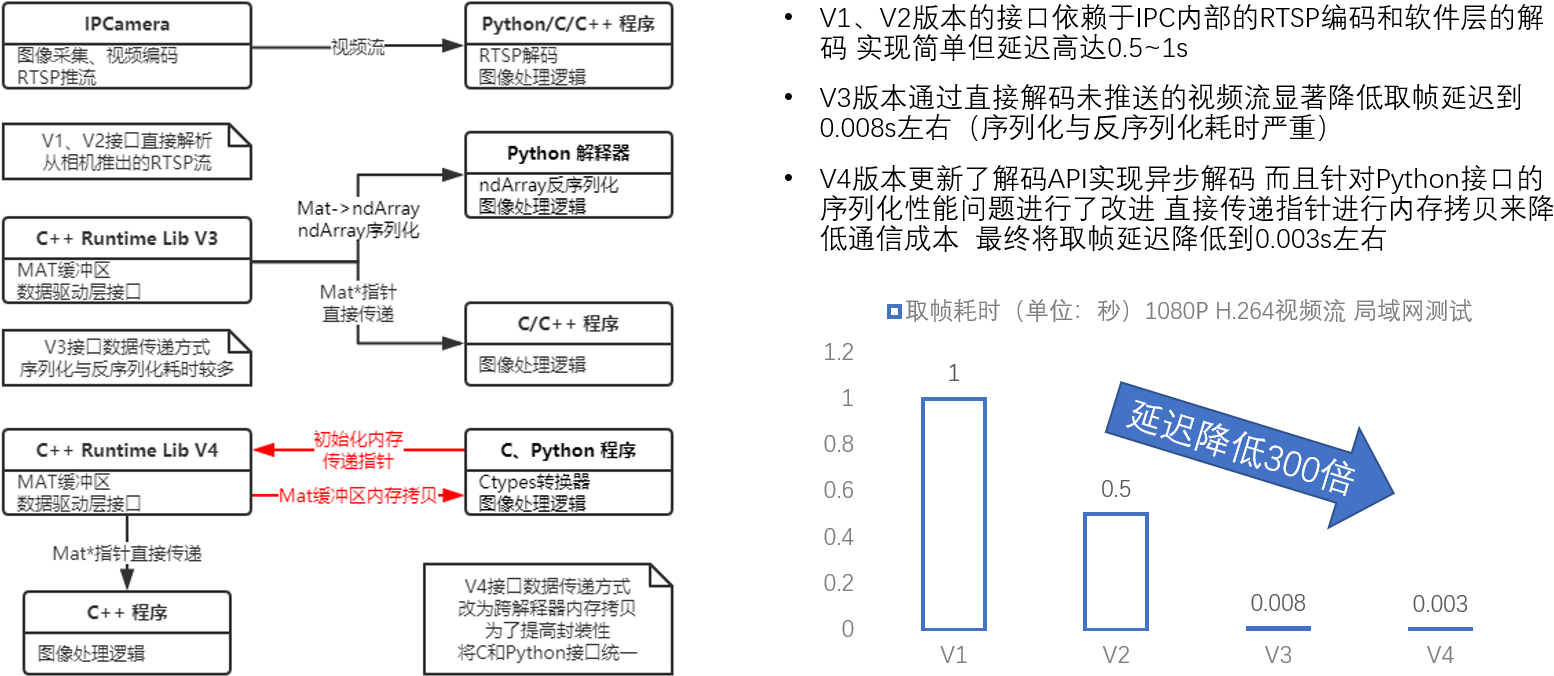 IPCamera
图像采集、视频编码
RTSP推流
视频流
Python/C/C++ 程序
RTSP解码
图像处理逻辑
V1、V2接口直接解析
从相机推出的RTSP流
Python 解释器
ndArray反序列化
图像处理逻辑
Mat->ndArray
ndArray序列化
C++ Runtime Lib V3
MAT缓冲区
数据驱动层接口
Mat*指针
直接传递
C/C++ 程序
图像处理逻辑
V3接口数据传递方式
序列化与反序列化耗时较多
C++ Runtime Lib V4
MAT缓冲区
数据驱动层接口
初始化内存
传递指针
Mat缓冲区内存拷贝
C、Python 程序
Ctypes转换器
图像处理逻辑
Mat*指针直接传递
C++ 程序
图像处理逻辑
V4接口数据传递方式
改为跨解释器内存拷贝
为了提高封装性
将C和Python接口统一
• V1、V2版本的接口依赖于IPC内部的RTSP编码和软件层的解
码 实现简单但延迟高达0.5~1s
• V3版本通过直接解码未推送的视频流显著降低取帧延迟到
0.008s左右（序列化与反序列化耗时严重）
• V4版本更新了解码API实现异步解码 而且针对Python接口的
序列化性能问题进行了改进 直接传递指针进行内存拷贝来降
低通信成本 最终将取帧延迟降低到0.003s左右
取帧耗时（单位：秒）1080P H.264视频流 局域网测试
1.2
1
0.8
0.6
0.4
0.2
0
1
0.5
0.008
0.003
延迟降低300倍
V1
V2
V3
V4